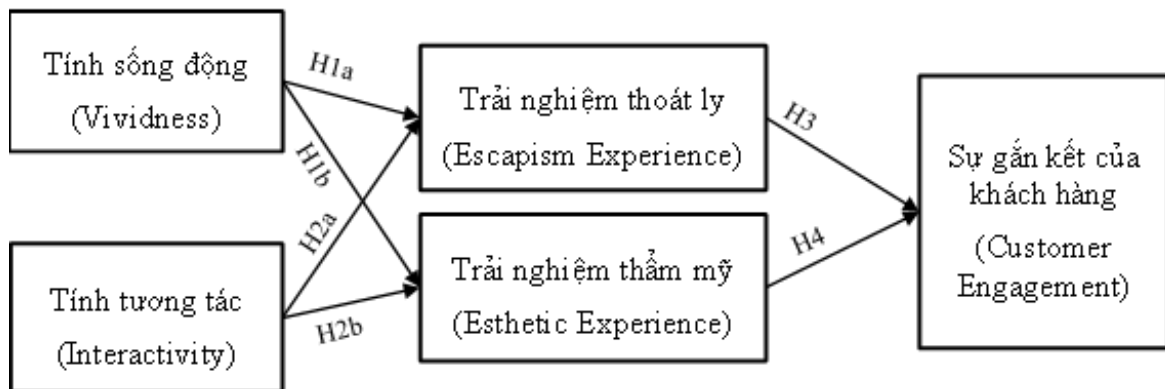 Tính sống động
(Vividness)
H1a
H1b
H2a
H2b
Tính tương tác
(Interactivity)
Trải nghiệm thoát ly
(Escapism Experience)
Trải nghiệm thẩm mỹ
(Esthetic Experience)
H3
H4
Sự gắn kết của
khách hàng
(Customer
Engagement)